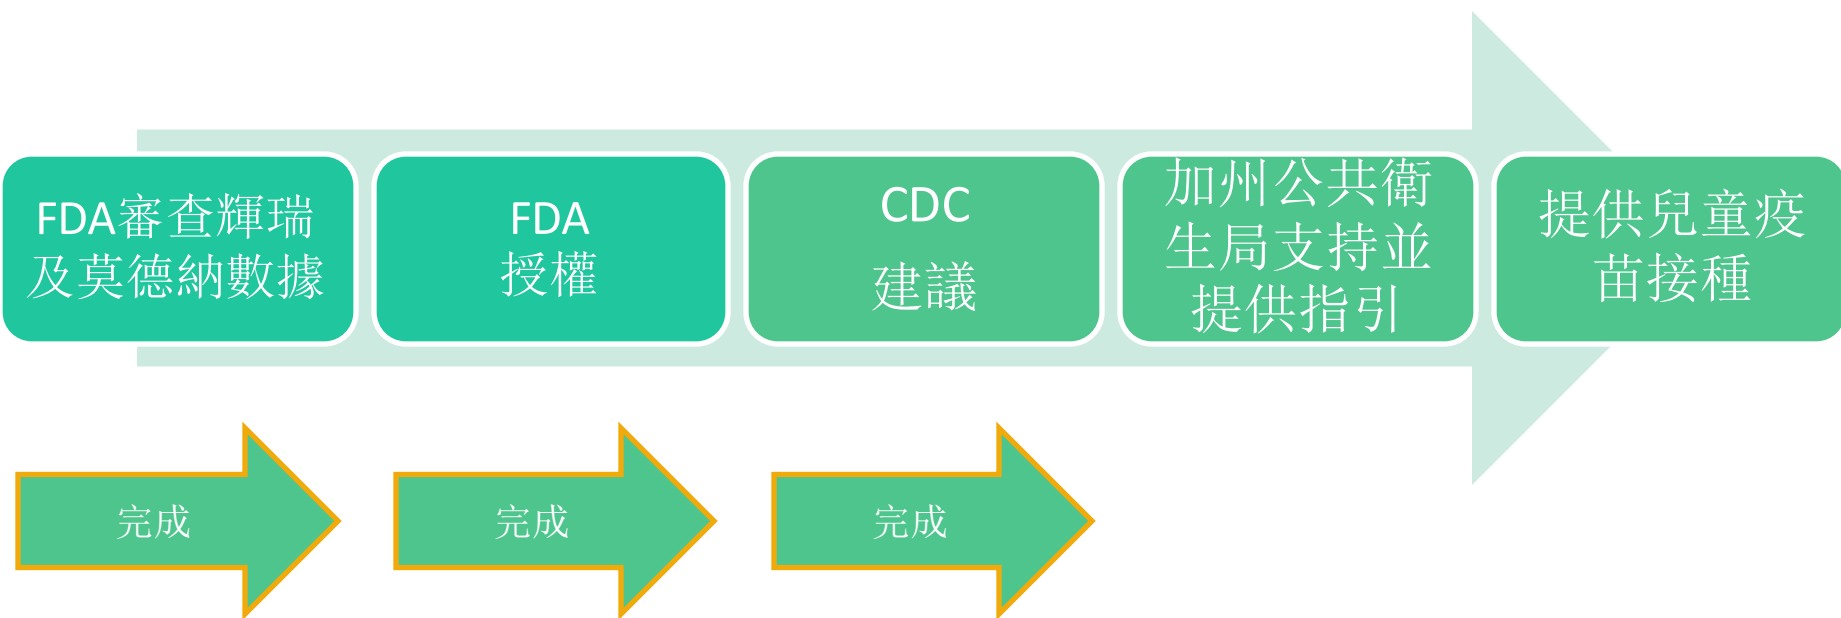 FDA審查輝瑞
及莫德納數據
FDA
授權
CDC
建議
加州公共衛
生局支持並
提供指引
提供兒童疫
苗接種
完成
完成
完成